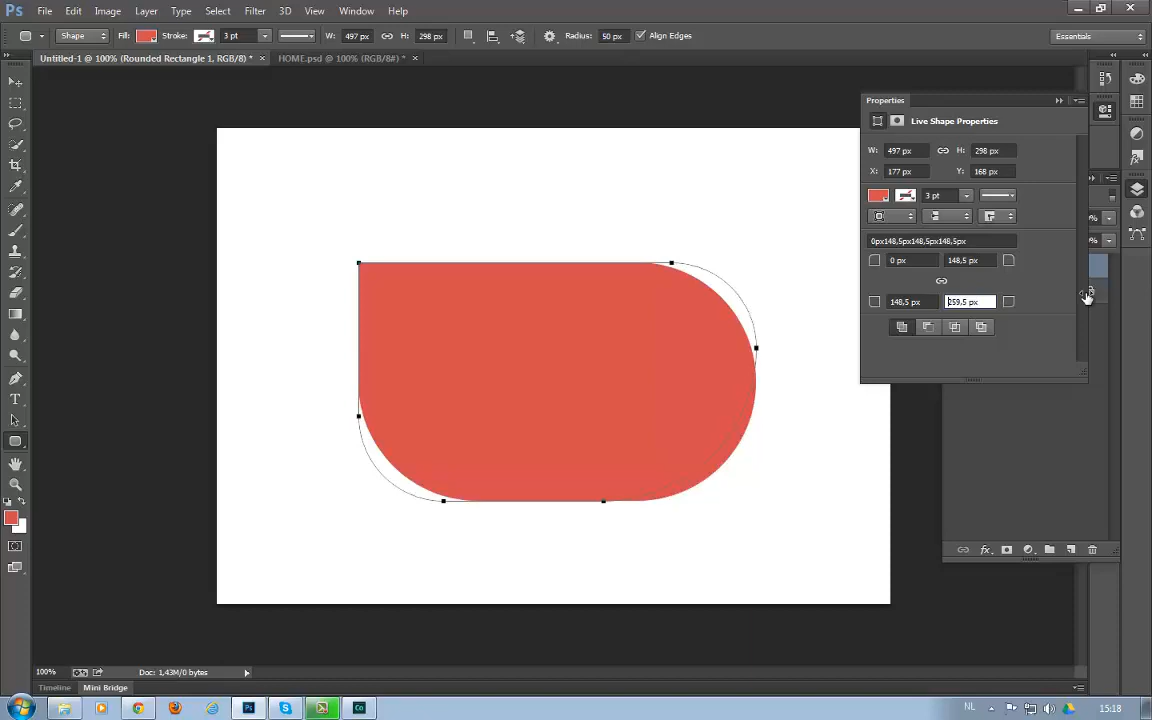 Ps File Edit Image Layer Type Select Filter 3D View Window Help
Shape Fill: Stroke: 3 pt W: 497 px H: 298 px Radius: 50 px Align Edges Essentials
Untitled-1 @ 100% (Rounded Rectangle 1, RGB/8) * × HOME.psd @ 100% (RGB/8#) * ×
Properties
Live Shape Properties
W: 497 px H: 298 px
X: 177 px Y: 168 px
3 pt
0px148,5px148,5px148,5px
0 px 148,5 px
148,5 px 259,5 px
fx
100% Doc: 1,43M/0 bytes
Timeline Mini Bridge
NL 15:18